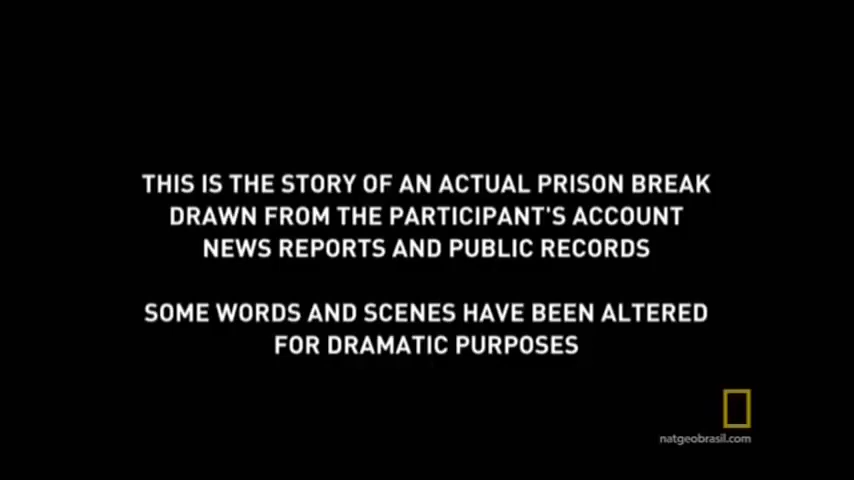 THIS IS THE STORY OF AN ACTUAL PRISON BREAK
DRAWN FROM THE PARTICIPANT'S ACCOUNT
NEWS REPORTS AND PUBLIC RECORDS
SOME WORDS AND SCENES HAVE BEEN ALTERED
FOR DRAMATIC PURPOSES
natgeobrasil.com